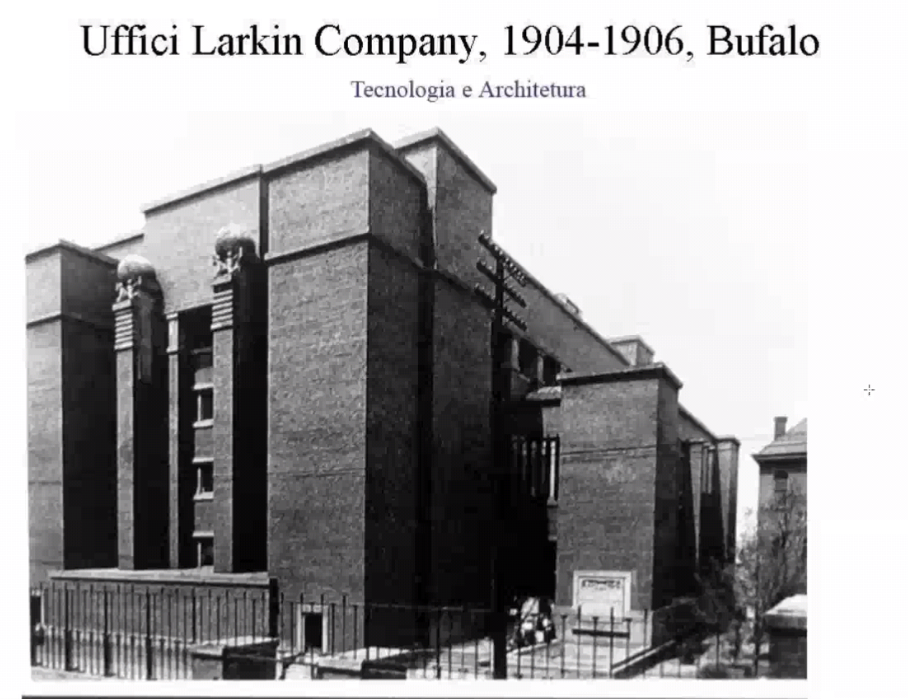 Uffici Larkin Company, 1904-1906, Bufalo
Tecnologia e Architetura